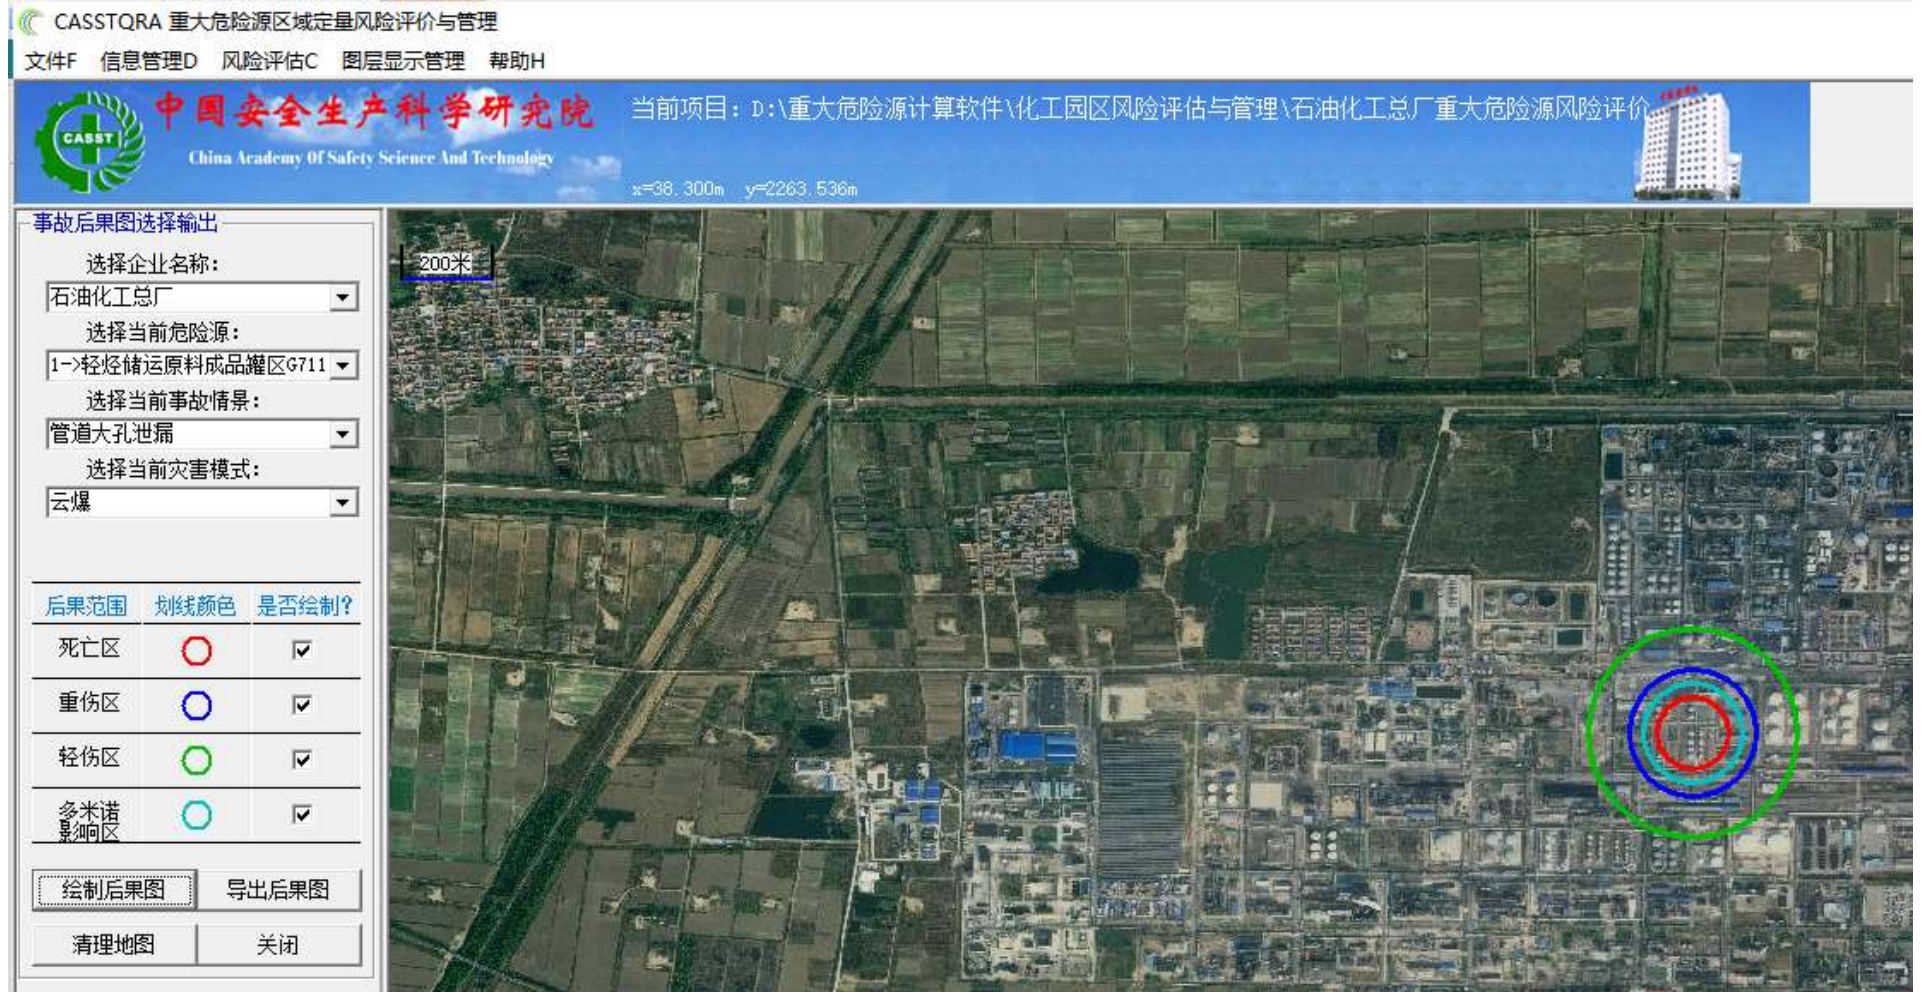 CASSTQRA 重大危险源区域定量风险评价与管理
文件F 信息管理D 风险评估C 图层显示管理 帮助H
CASST
中国安全生产科学研究院
China Academy Of Safety Science And Technology
当前项目：D:\重大危险源计算软件\化工园区风险评估与管理\石油化工总厂重大危险源风险评价
x=38.300m y=2263.536m
事故后果图选择输出
选择企业名称：
石油化工总厂
选择当前危险源：
1->轻烃储运原料成品罐区G711
选择当前事故情景：
管道大孔泄漏
选择当前灾害模式：
云爆
后果范围 划线颜色 是否绘制？
死亡区
重伤区
轻伤区
多米诺
影响区
绘制后果图 导出后果图
清理地图 关闭
200米